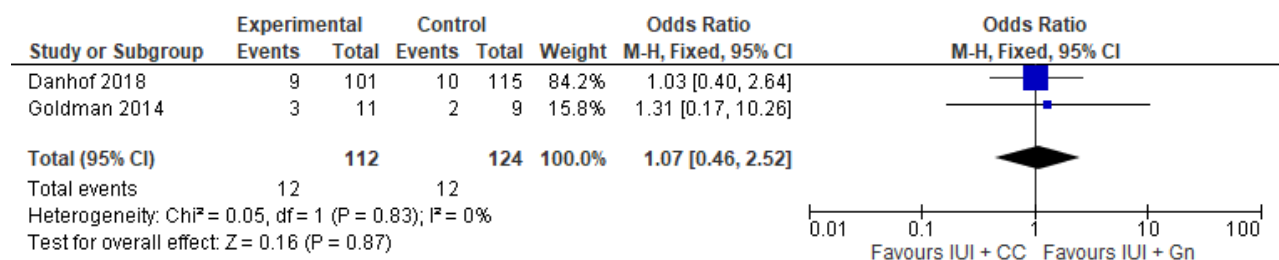 Experimental Control Odds Ratio Odds Ratio
Study or Subgroup Events Total Events Total Weight M-H, Fixed, 95% CI M-H, Fixed, 95% CI
Danhof 2018 9 101 10 115 84.2% 1.03 [0.40, 2.64]
Goldman 2014 3 11 2 9 15.8% 1.31 [0.17, 10.26]
Total (95% CI) 112 124 100.0% 1.07 [0.46, 2.52]
Total events 12 12
Heterogeneity: Chi² = 0.05, df = 1 (P = 0.83); I² = 0%
Test for overall effect: Z = 0.16 (P = 0.87)
0.01 0.1 1 10 100
Favours IUI + CC Favours IUI + Gn